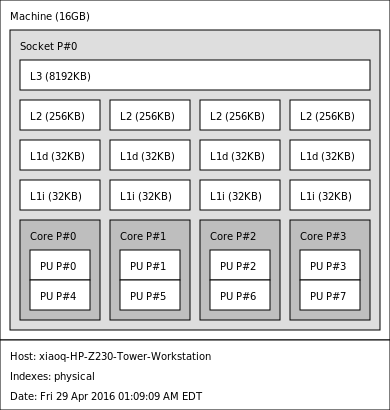 Machine (16GB)
Socket P#0
L3 (8192KB)
L2 (256KB) L2 (256KB) L2 (256KB) L2 (256KB)
L1d (32KB) L1d (32KB) L1d (32KB) L1d (32KB)
L1i (32KB) L1i (32KB) L1i (32KB) L1i (32KB)
Core P#0 Core P#1 Core P#2 Core P#3
PU P#0 PU P#1 PU P#2 PU P#3
PU P#4 PU P#5 PU P#6 PU P#7
Host: xiaoq-HP-Z230-Tower-Workstation
Indexes: physical
Date: Fri 29 Apr 2016 01:09:09 AM EDT